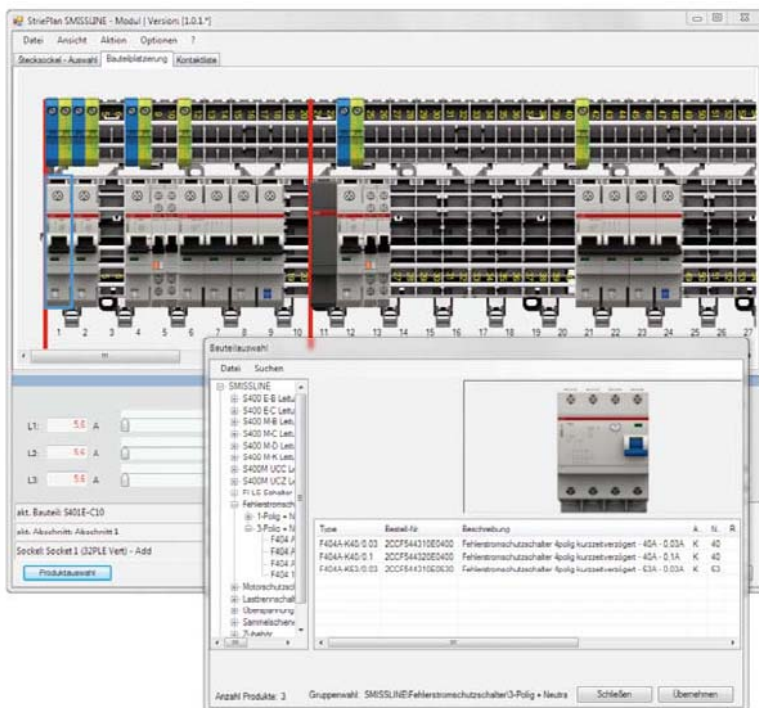 StriePlan SMISSLINE - Modul | Version: [1.0.1.*]
Datei Ansicht Aktion Optionen ?
Stecksockel - Auswahl Bauteilplatzierung Kontaktliste
1 2 3 4 5 6 7 8 9 10 11 12 13 14 15 16 17 18 19 20 21 22 23 24 25 26 27
L1: 5,6 A
L2: 5,6 A
L3: 5,6 A
akt. Bauteil: S401E-C10
akt. Abschnitt: Abschnitt 1
Sockel: Socket 1 (32PLE Vert) - Add
Produktauswahl
Bauteilauswahl
Datei Suchen
SMISSLINE
S400 E-B Leitu
S400 E-C Leitu
S400 M-B Leitu
S400 M-C Leitu
S400 M-D Leitu
S400 M-K Leitu
S400M UCC Le
S400M UCZ Le
FI LS Schalter
Fehlerstromsch
1-Polig + N
3-Polig + N
F404 A
F404 A
F404 A
F404 1
Motorschutzsch
Lasttrennschalt
Überspannung
Sammelschiene
Zubehör
Type Bestell-Nr Beschreibung A. N. R
F404A-K40/0.03 2CCF544310E0400 Fehlerstromschutzschalter 4polig kurzzeitverzögert - 40A - 0,03A K 40
F404A-K40/0.1 2CCF544320E0400 Fehlerstromschutzschalter 4polig kurzzeitverzögert - 40A - 0,1A K 40
F404A-K63/0.03 2CCF544310E0630 Fehlerstromschutzschalter 4polig kurzzeitverzögert - 63A - 0,03A K 63
Anzahl Produkte: 3 Gruppenwahl: SMISSLINE\Fehlerstromschutzschalter\3-Polig + Neutra Schließen Übernehmen